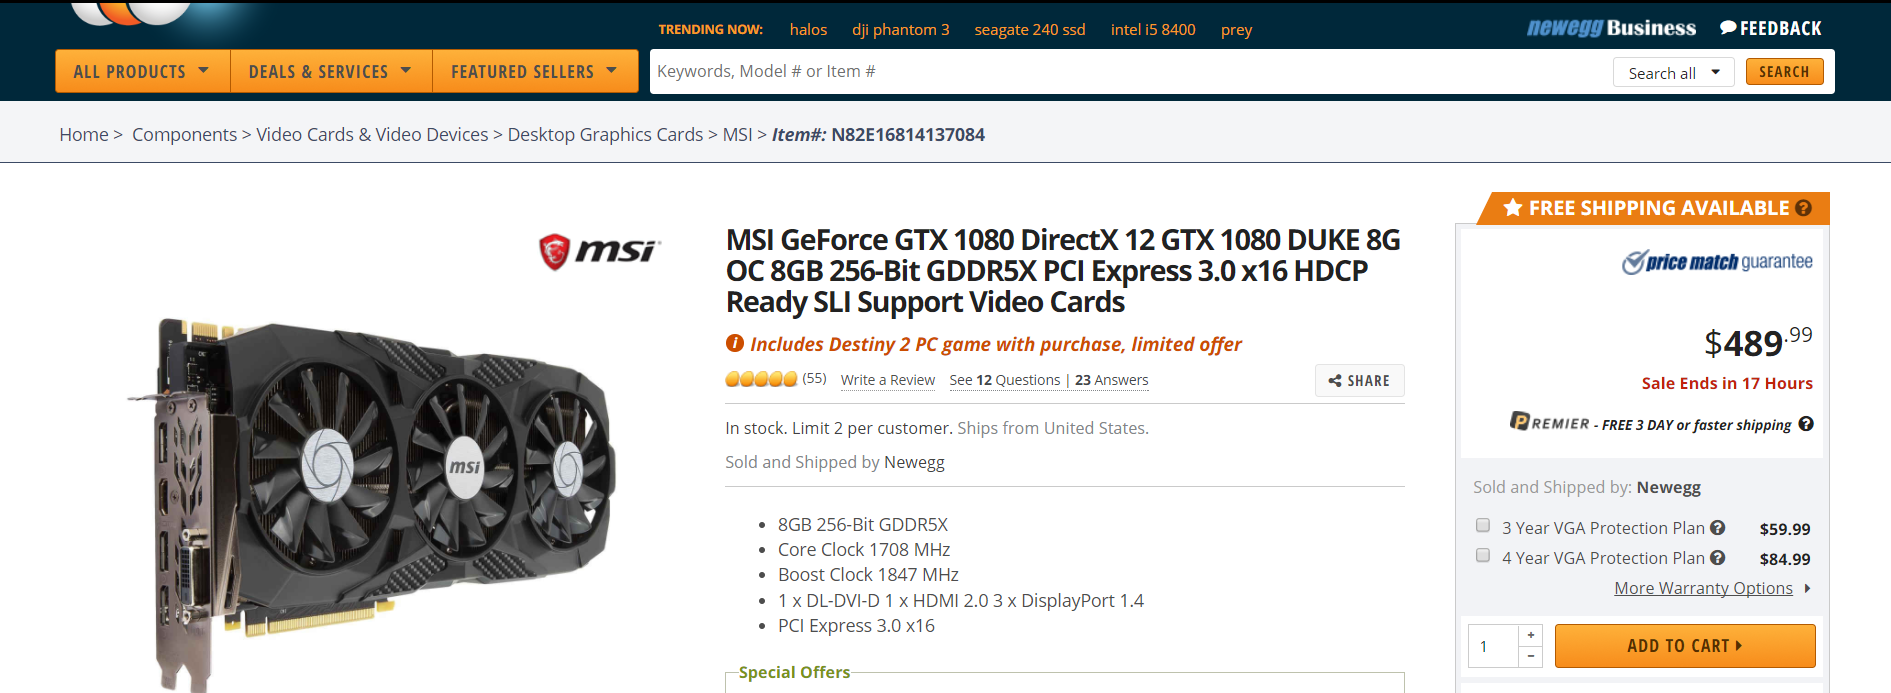 TRENDING NOW: halos dji phantom 3 seagate 240 ssd intel i5 8400 prey
newegg Business FEEDBACK
ALL PRODUCTS DEALS & SERVICES FEATURED SELLERS
Keywords, Model # or Item # Search all SEARCH
Home > Components > Video Cards & Video Devices > Desktop Graphics Cards > MSI > Item#: N82E16814137084
msi
msi
MSI GeForce GTX 1080 DirectX 12 GTX 1080 DUKE 8G
OC 8GB 256-Bit GDDR5X PCI Express 3.0 x16 HDCP
Ready SLI Support Video Cards
Includes Destiny 2 PC game with purchase, limited offer
(55) Write a Review See 12 Questions | 23 Answers
SHARE
In stock. Limit 2 per customer. Ships from United States.
Sold and Shipped by Newegg
• 8GB 256-Bit GDDR5X
• Core Clock 1708 MHz
• Boost Clock 1847 MHz
• 1 x DL-DVI-D 1 x HDMI 2.0 3 x DisplayPort 1.4
• PCI Express 3.0 x16
Special Offers
FREE SHIPPING AVAILABLE ?
price match guarantee
$489.99
Sale Ends in 17 Hours
PREMIER - FREE 3 DAY or faster shipping ?
Sold and Shipped by: Newegg
3 Year VGA Protection Plan ? $59.99
4 Year VGA Protection Plan ? $84.99
More Warranty Options
1 + -
ADD TO CART